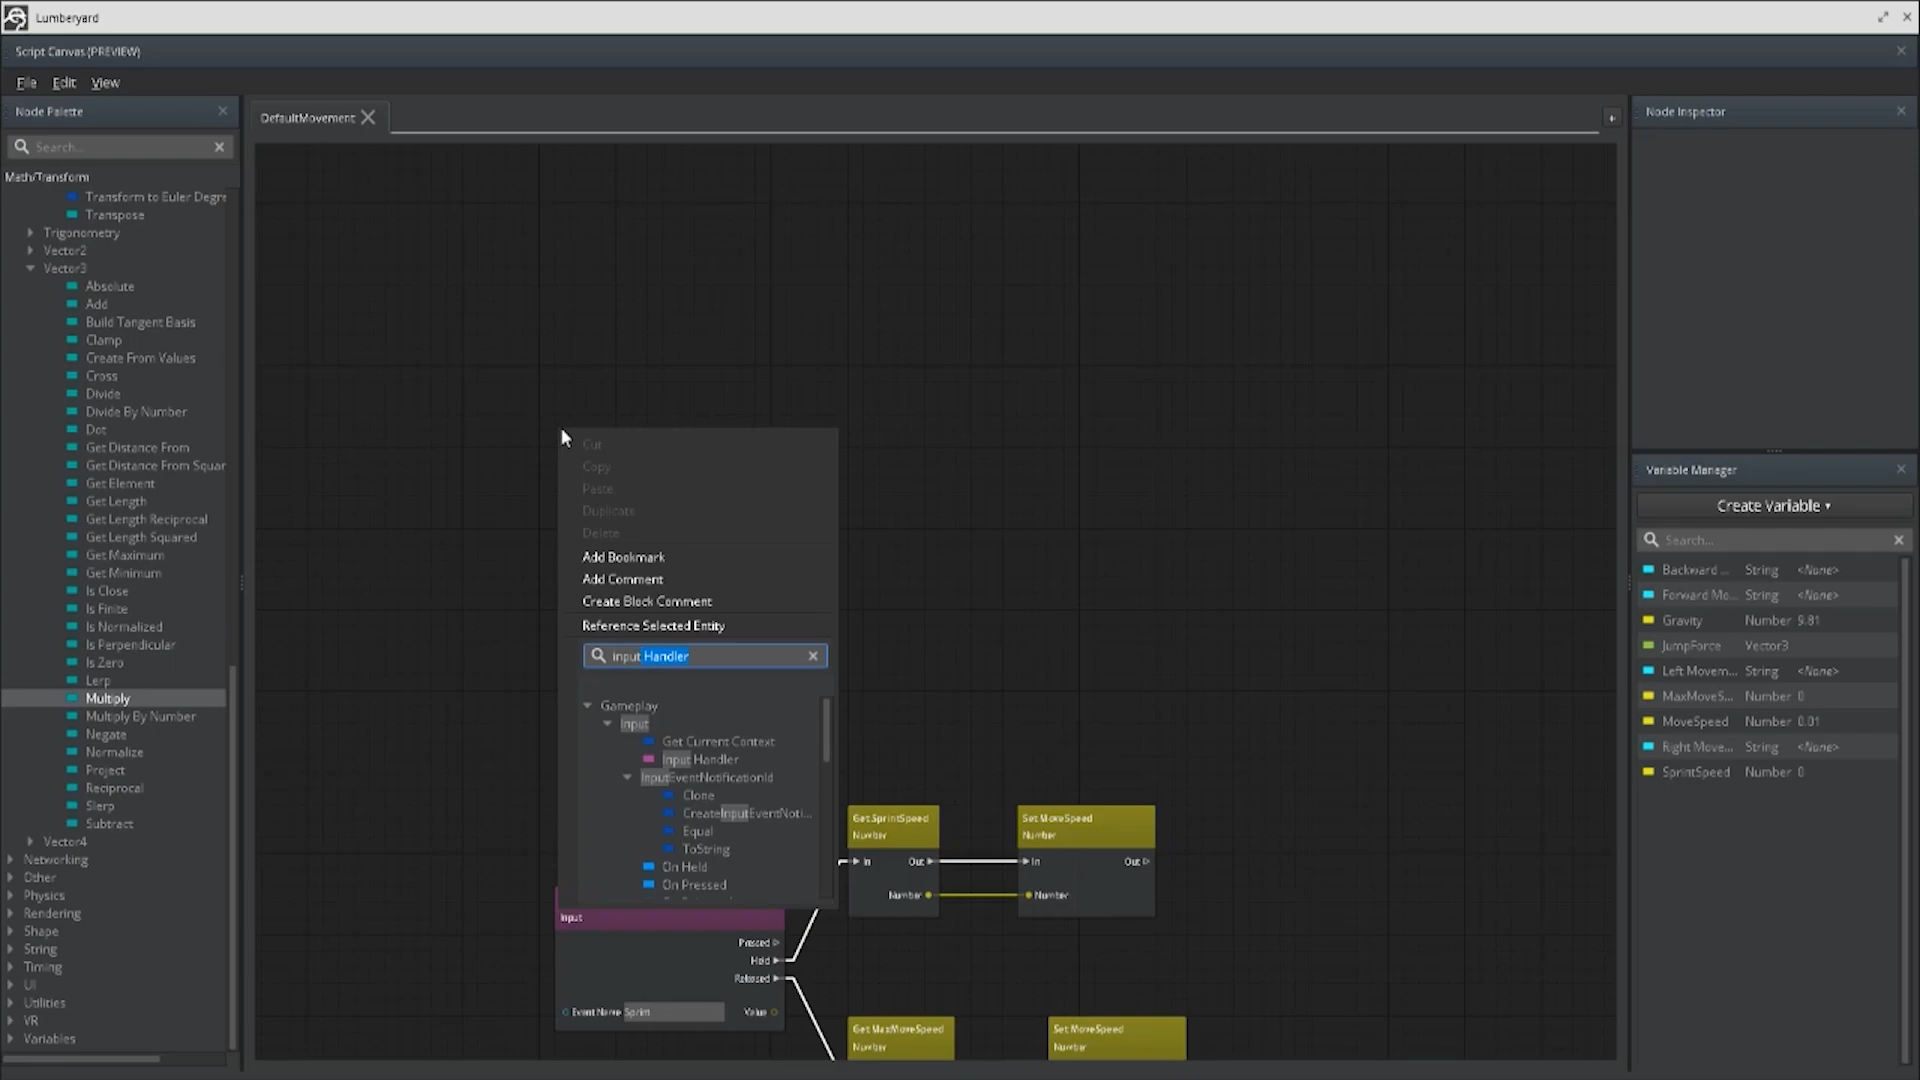 Lumberyard
Script Canvas (PREVIEW)
File Edit View
Node Palette
Search...
Math/Transform
Transform to Euler Degre
Transpose
Trigonometry
Vector2
Vector3
Absolute
Add
Build Tangent Basis
Clamp
Create From Values
Cross
Divide
Divide By Number
Dot
Get Distance From
Get Distance From Squar
Get Element
Get Length
Get Length Reciprocal
Get Length Squared
Get Maximum
Get Minimum
Is Close
Is Finite
Is Normalized
Is Perpendicular
Is Zero
Lerp
Multiply
Multiply By Number
Negate
Normalize
Project
Reciprocal
Slerp
Subtract
Vector4
Networking
Other
Physics
Rendering
Shape
String
Timing
UI
Utilities
VR
Variables
DefaultMovement
Cut
Copy
Paste
Duplicate
Delete
Add Bookmark
Add Comment
Create Block Comment
Reference Selected Entity
input Handler
Gameplay
Input
Get Current Context
Input Handler
InputEventNotificationId
Clone
CreateInputEventNoti...
Equal
ToString
On Held
On Pressed
Input
Pressed
Held
Released
Event Name Sprint Value
Get SprintSpeed
Number
In Out
Number
Set MoveSpeed
Number
In Out
Number
Get MaxMoveSpeed
Number
Set MoveSpeed
Number
Node Inspector
Variable Manager
Create Variable
Search...
Backward ... String <None>
Forward Mo... String <None>
Gravity Number 9.81
JumpForce Vector3
Left Movem... String <None>
MaxMoveS... Number 0
MoveSpeed Number 0.01
Right Move... String <None>
SprintSpeed Number 0